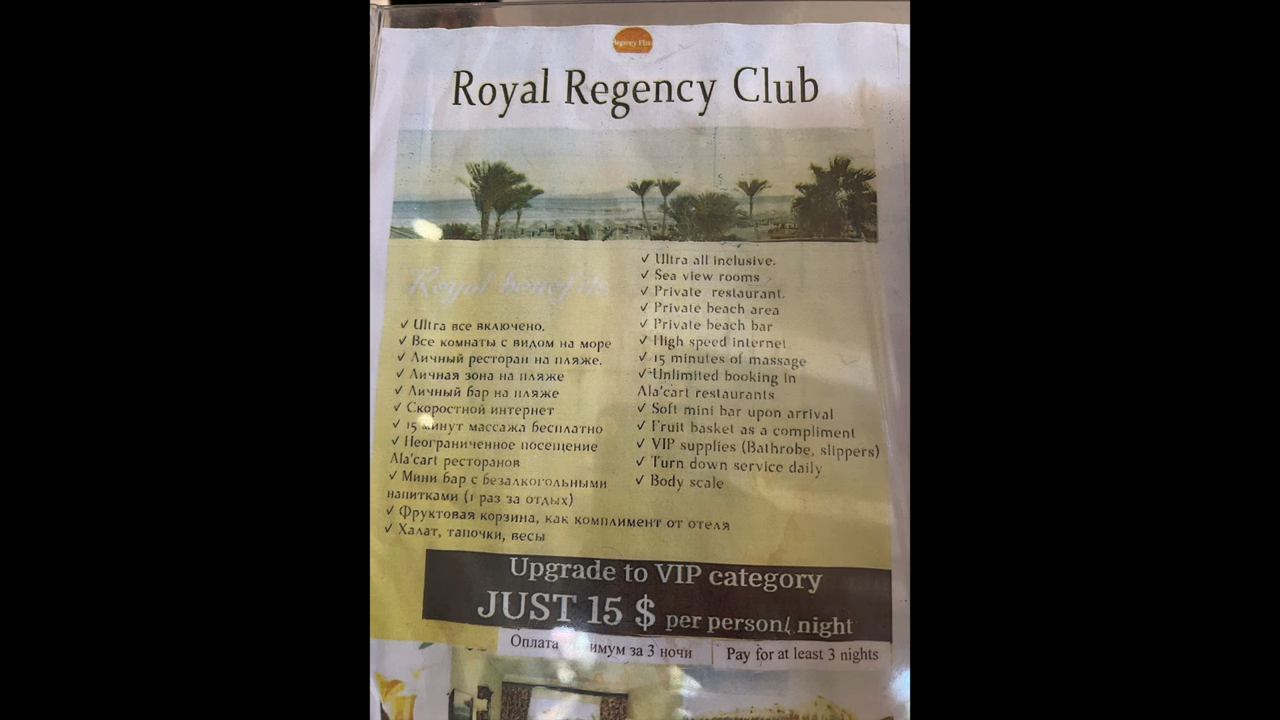 Regency Plaza
Royal Regency Club
Royal benefits
✓ Ultra все включено.
✓ Все комнаты с видом на море
✓ Личный ресторан на пляже.
✓ Личная зона на пляже
✓ Личный бар на пляже
✓ Скоростной интернет
✓ 15 минут массажа бесплатно
✓ Неограниченное посещение
Ala'cart ресторанов
✓ Мини бар с безалкогольными
напитками (1 раз за отдых)
✓ Фруктовая корзина, как комплимент от отеля
✓ Халат, тапочки, весы
✓ Ultra all inclusive.
✓ Sea view rooms
✓ Private restaurant.
✓ Private beach area
✓ Private beach bar
✓ High speed internet
✓ 15 minutes of massage
✓ Unlimited booking in
Ala'cart restaurants
✓ Soft mini bar upon arrival
✓ Fruit basket as a compliment
✓ VIP supplies (Bathrobe, slippers)
✓ Turn down service daily
✓ Body scale
Upgrade to VIP category
JUST 15 $ per person/ night
Оплата имум за 3 ночи
Pay for at least 3 nights